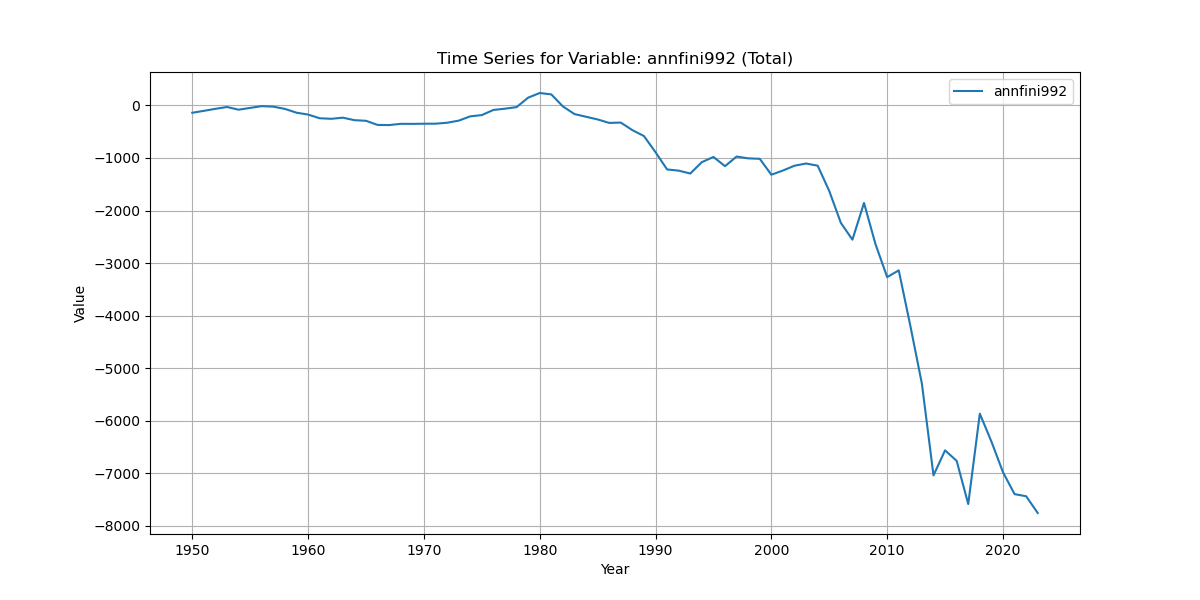 Time Series for Variable: annfini992 (Total)
annfini992
0
−1000
−2000
−3000
−4000
−5000
−6000
−7000
−8000
Value
1950 1960 1970 1980 1990 2000 2010 2020
Year